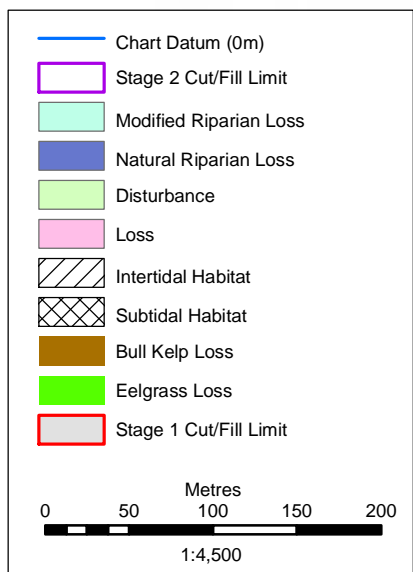 Chart Datum (0m)
Stage 2 Cut/Fill Limit
Modified Riparian Loss
Natural Riparian Loss
Disturbance
Loss
Intertidal Habitat
Subtidal Habitat
Bull Kelp Loss
Eelgrass Loss
Stage 1 Cut/Fill Limit
Metres
0 50 100 150 200
1:4,500